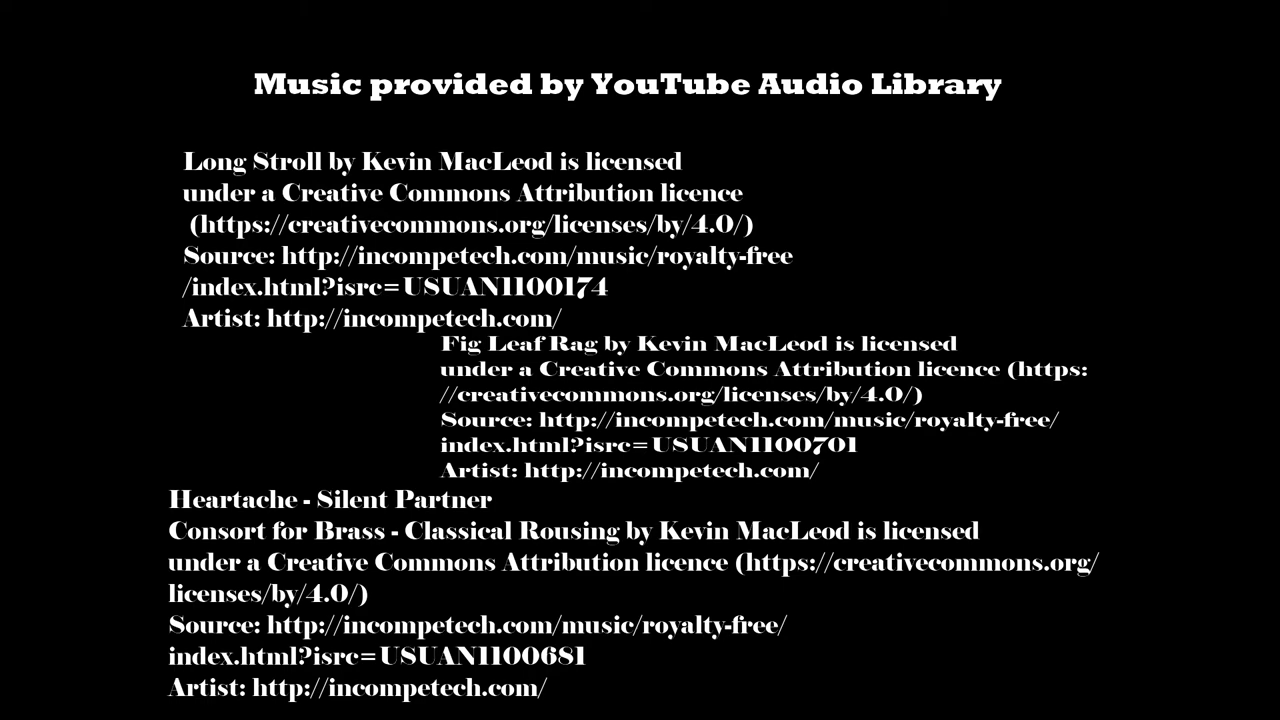 Music provided by YouTube Audio Library
Long Stroll by Kevin MacLeod is licensed
under a Creative Commons Attribution licence
(https://creativecommons.org/licenses/by/4.0/)
Source: http://incompetech.com/music/royalty-free
/index.html?isrc=USUAN1100174
Artist: http://incompetech.com/
Fig Leaf Rag by Kevin MacLeod is licensed
under a Creative Commons Attribution licence (https:
//creativecommons.org/licenses/by/4.0/)
Source: http://incompetech.com/music/royalty-free/
index.html?isrc=USUAN1100701
Artist: http://incompetech.com/
Heartache - Silent Partner
Consort for Brass - Classical Rousing by Kevin MacLeod is licensed
under a Creative Commons Attribution licence (https://creativecommons.org/
licenses/by/4.0/)
Source: http://incompetech.com/music/royalty-free/
index.html?isrc=USUAN1100681
Artist: http://incompetech.com/